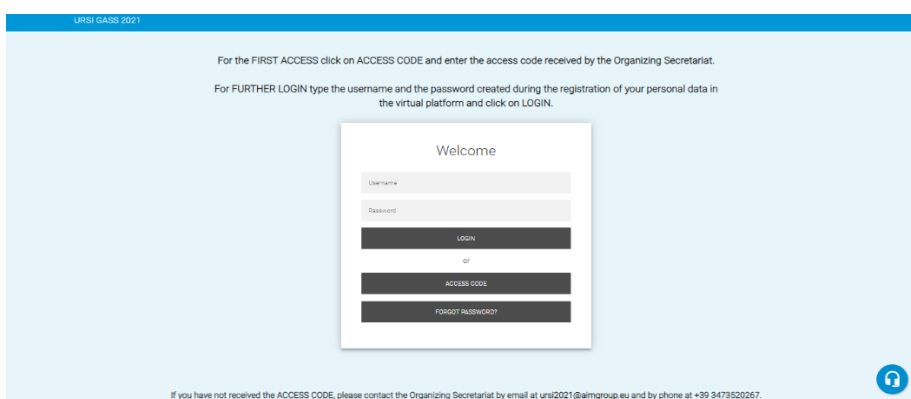 URSI GASS 2021
For the FIRST ACCESS click on ACCESS CODE and enter the access code received by the Organizing Secretariat.
For FURTHER LOGIN type the username and the password created during the registration of your personal data in
the virtual platform and click on LOGIN.
Welcome
Username
Password
LOGIN
or
ACCESS CODE
FORGOT PASSWORD?
If you have not received the ACCESS CODE, please contact the Organizing Secretariat by email at ursi2021@aimgroup.eu and by phone at +39 3473520267.